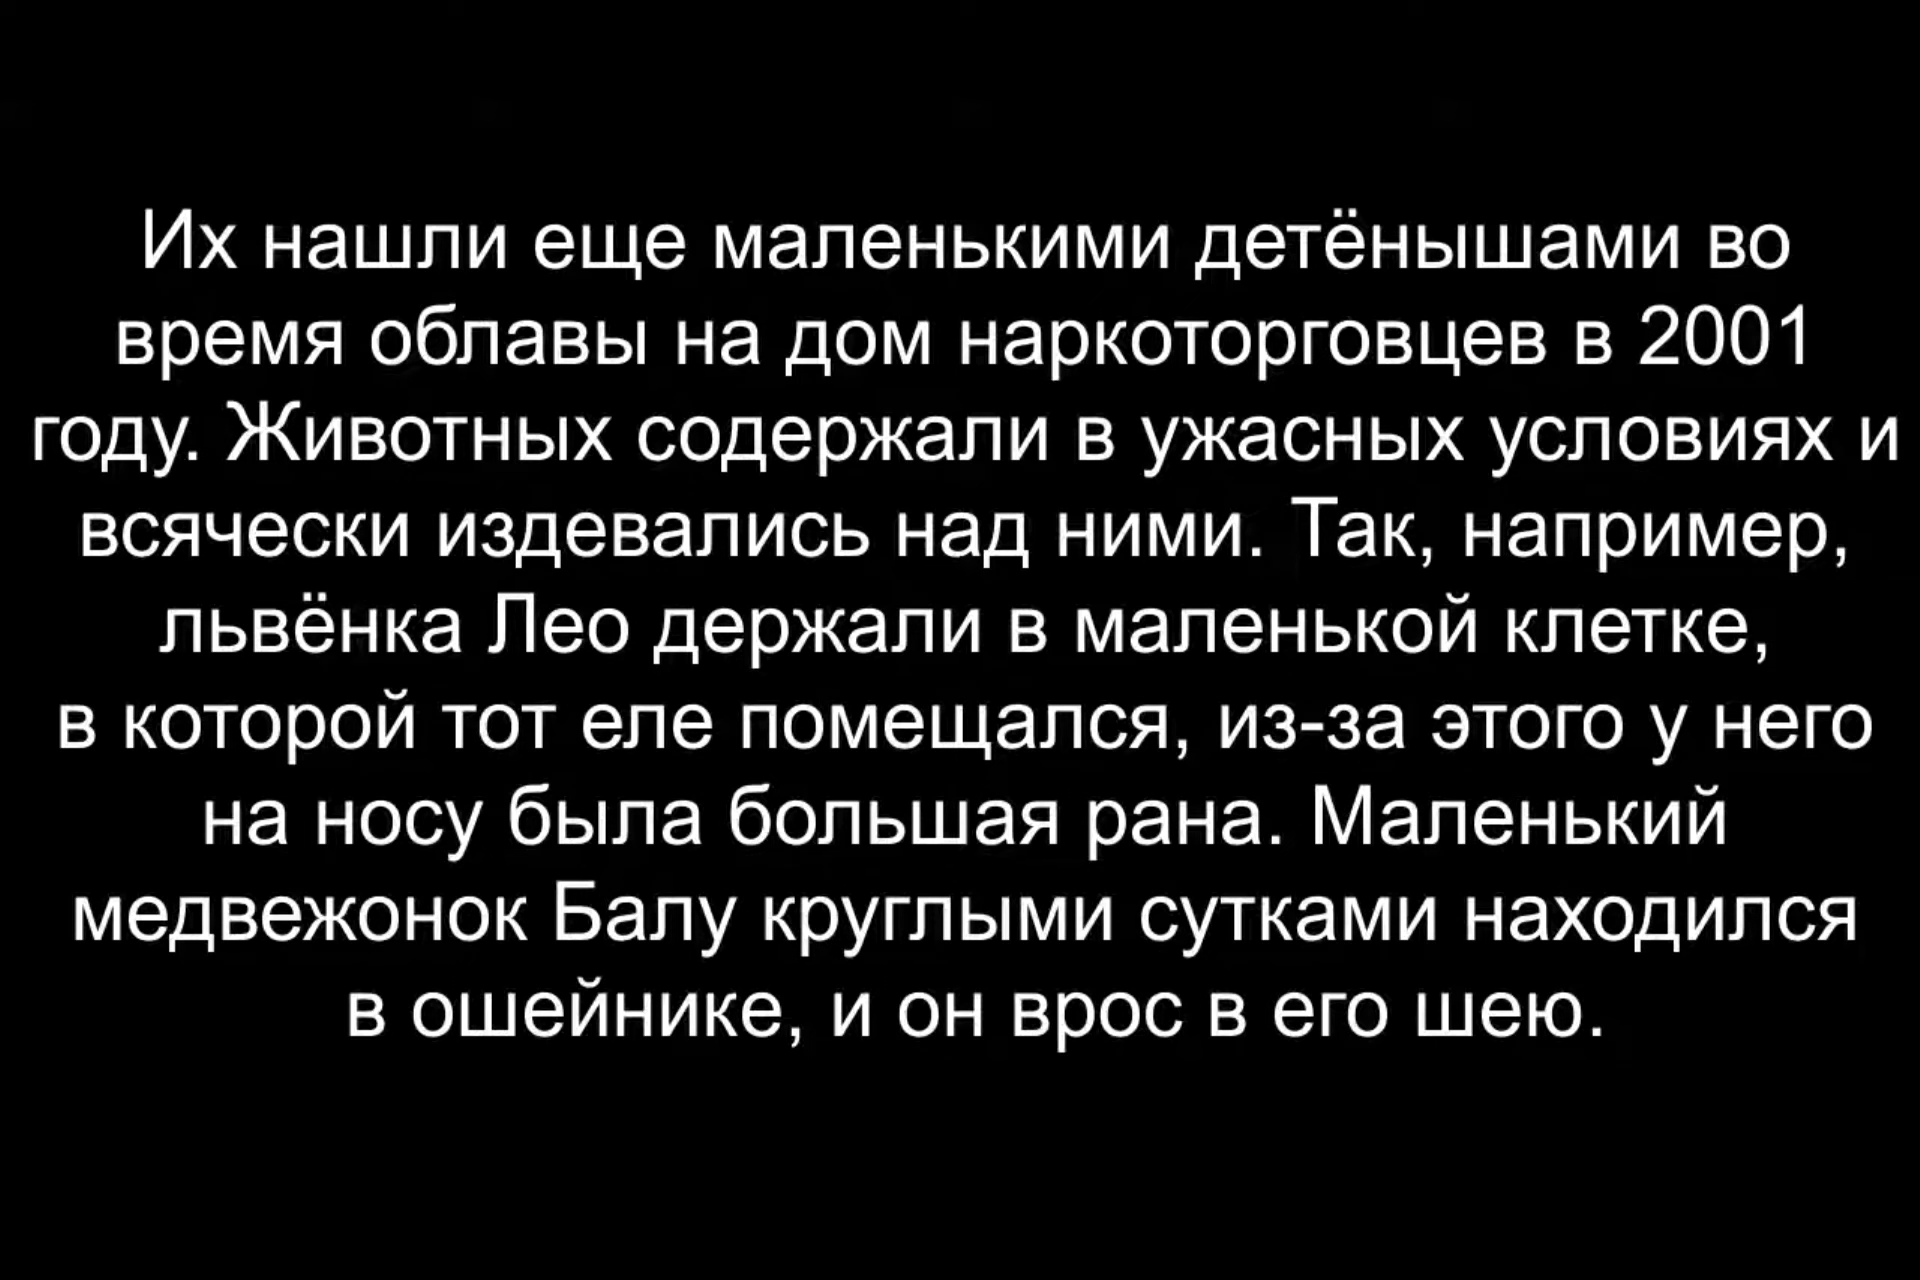 Их нашли еще маленькими детёнышами во
время облавы на дом наркоторговцев в 2001
году. Животных содержали в ужасных условиях и
всячески издевались над ними. Так, например,
львёнка Лео держали в маленькой клетке,
в которой тот еле помещался, из-за этого у него
на носу была большая рана. Маленький
медвежонок Балу круглыми сутками находился
в ошейнике, и он врос в его шею.